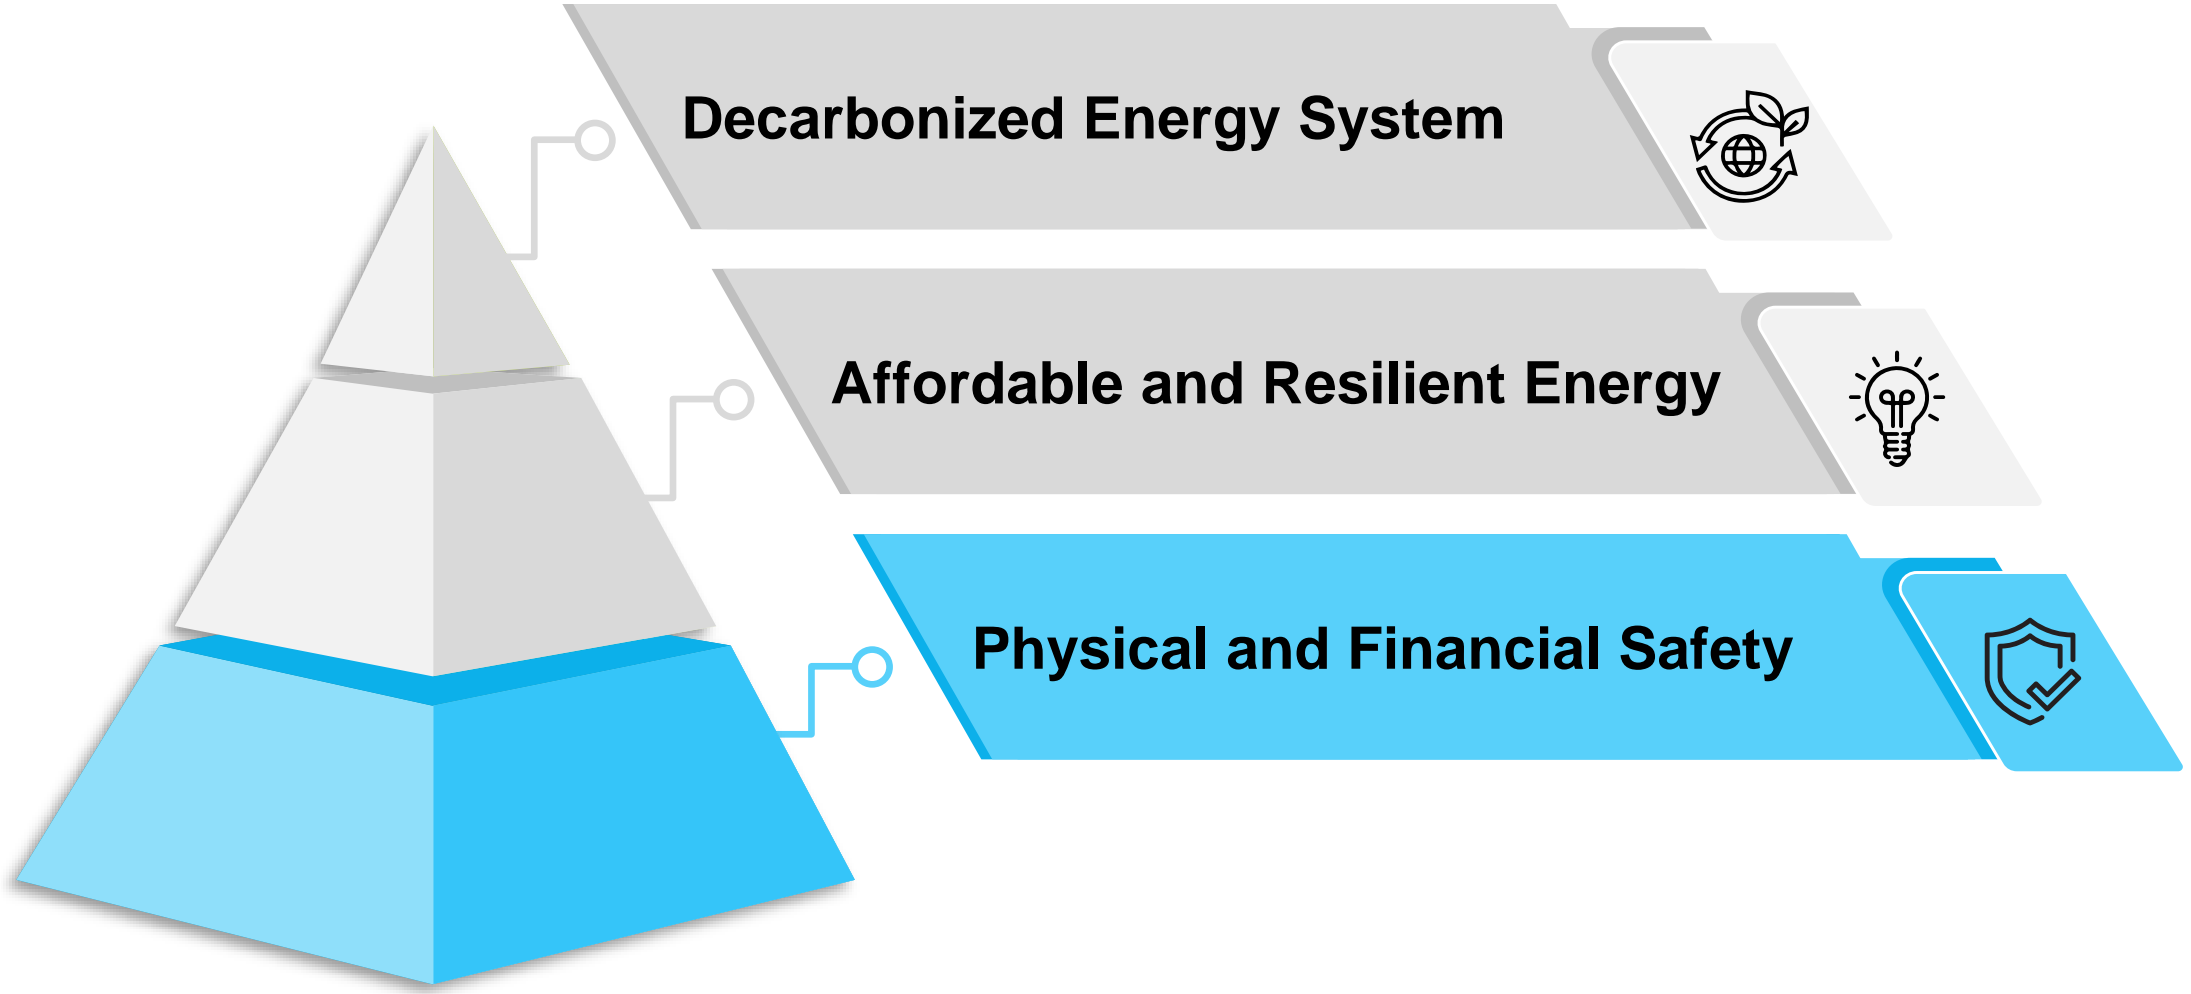 Decarbonized Energy System
Affordable and Resilient Energy
Physical and Financial Safety